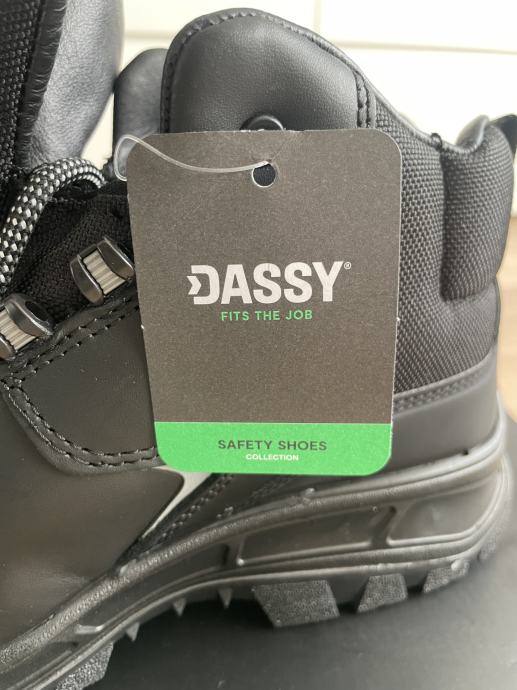 DASSY®
FITS THE JOB
SAFETY SHOES
COLLECTION